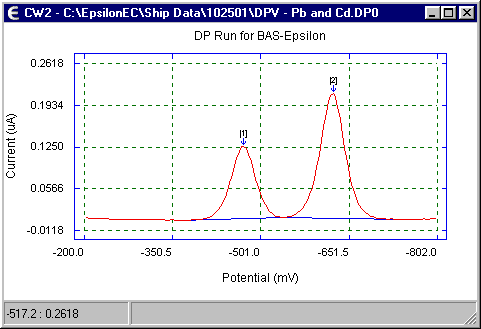 CW2 - C:\EpsilonEC\Ship Data\102501\DPV - Pb and Cd.DP0
DP Run for BAS-Epsilon
0.2618
[2]
0.1934
[1]
0.1250
0.0566
-0.0118
Current (uA)
-200.0 -350.5 -501.0 -651.5 -802.0
Potential (mV)
-517.2 : 0.2618